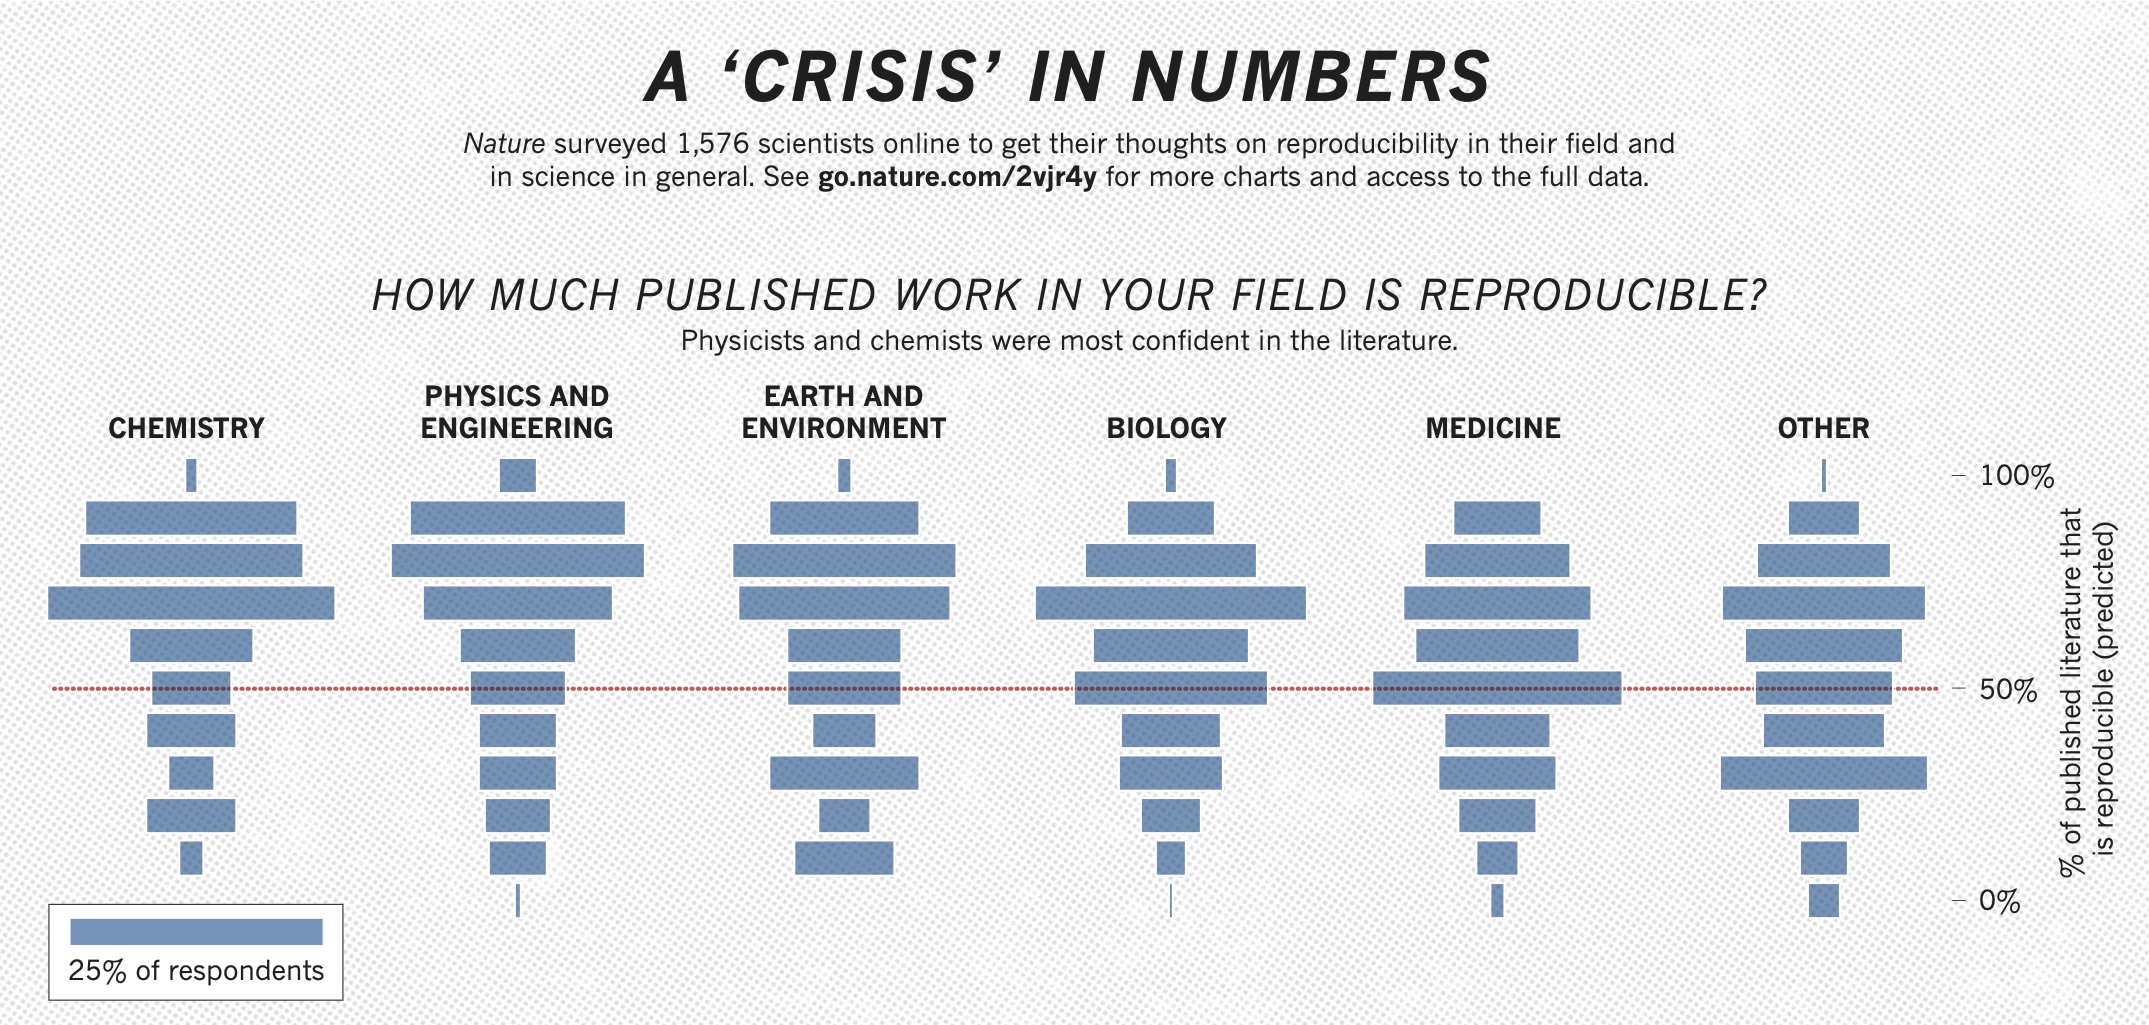 A ‘CRISIS’ IN NUMBERS
Nature surveyed 1,576 scientists online to get their thoughts on reproducibility in their field and
in science in general. See go.nature.com/2vjr4y for more charts and access to the full data.
HOW MUCH PUBLISHED WORK IN YOUR FIELD IS REPRODUCIBLE?
Physicists and chemists were most confident in the literature.
CHEMISTRY
PHYSICS AND
ENGINEERING
EARTH AND
ENVIRONMENT
BIOLOGY
MEDICINE
OTHER
100%
50%
0%
% of published literature that
is reproducible (predicted)
25% of respondents